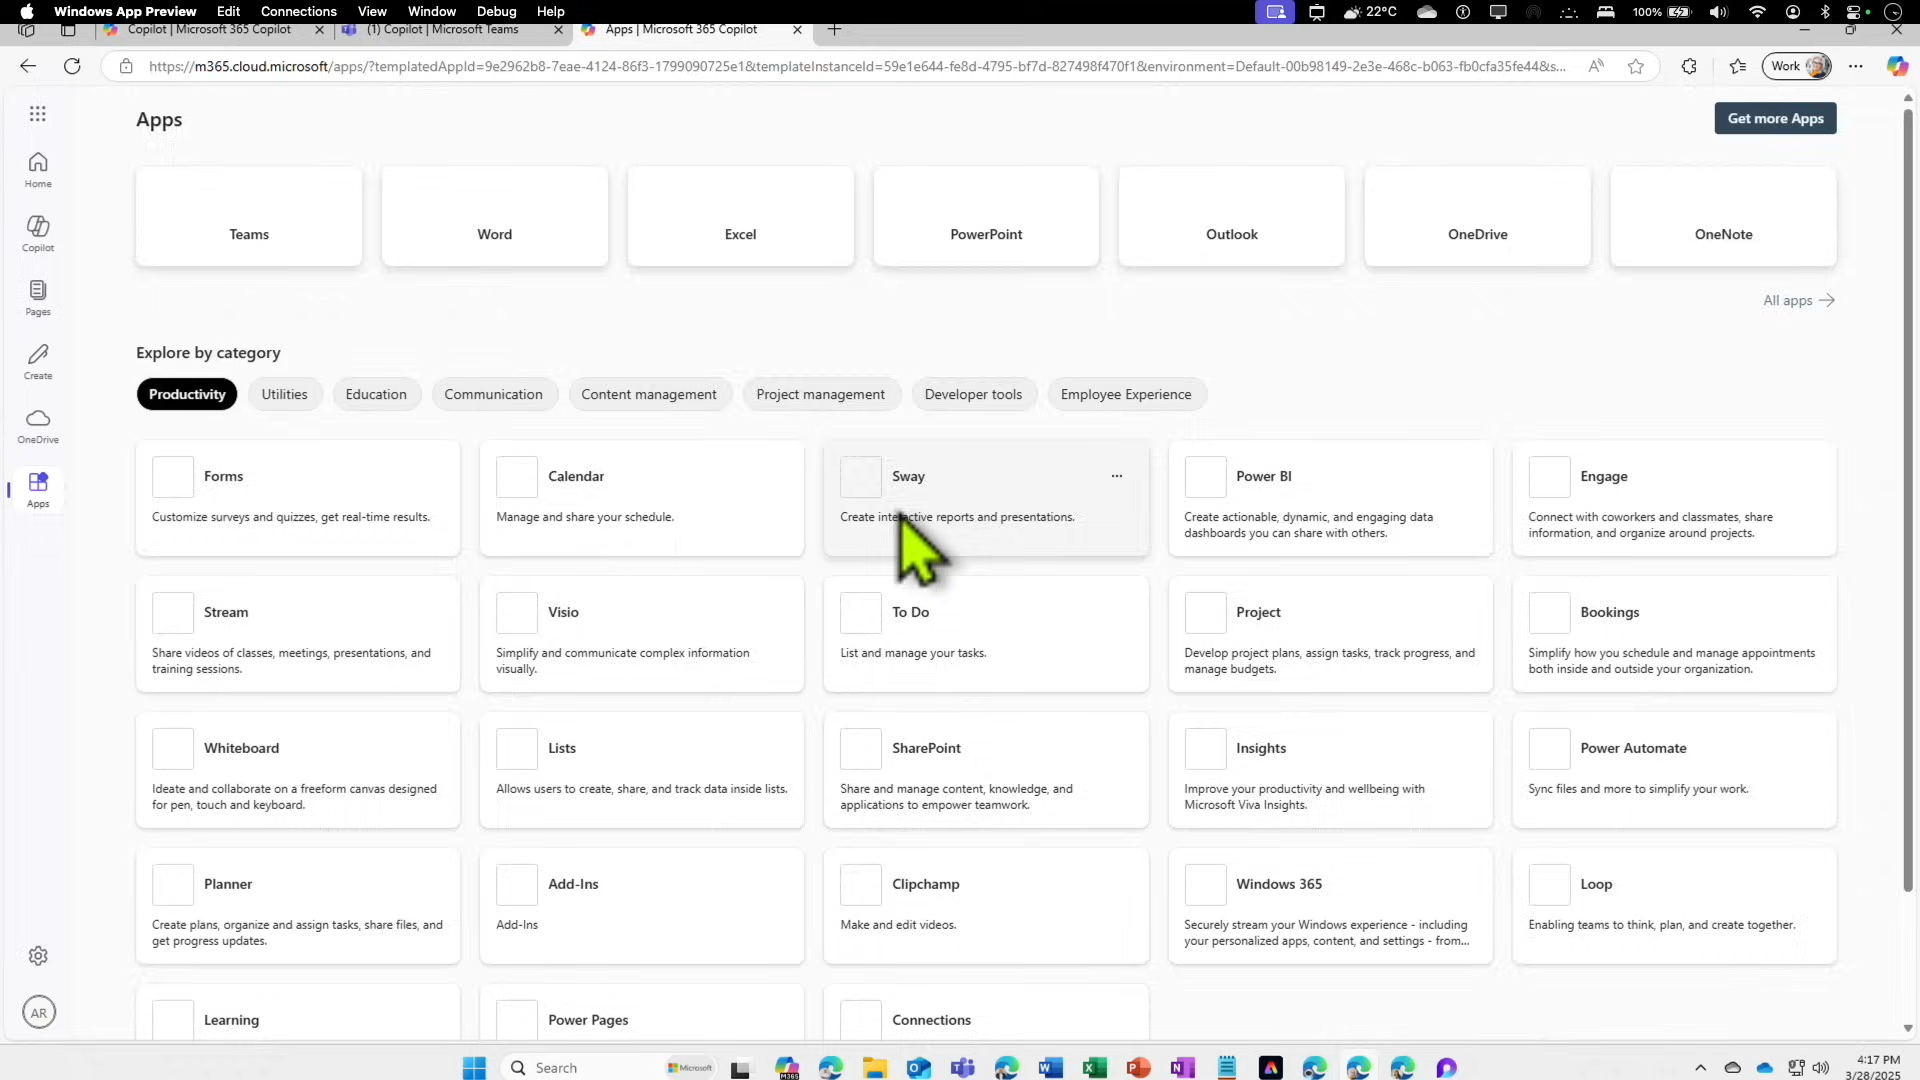 Windows App Preview Edit Connections View Window Debug Help 22°C 100%
Copilot | Microsoft 365 Copilot (1) Copilot | Microsoft Teams Apps | Microsoft 365 Copilot
https://m365.cloud.microsoft/apps/?templatedAppId=9e2962b8-7eae-4124-86f3-1799090725e1&templateInstanceId=59e1e644-fe8d-4795-bf7d-827498f470f1&environment=Default-00b98149-2e3e-468c-b063-fb0cfa35fe44&s... Work
Home
Copilot
Pages
Create
OneDrive
Apps
AR
Apps
Get more Apps
Teams Word Excel PowerPoint Outlook OneDrive OneNote
All apps
Explore by category
Productivity Utilities Education Communication Content management Project management Developer tools Employee Experience
Forms
Customize surveys and quizzes, get real-time results.
Calendar
Manage and share your schedule.
Sway
Create interactive reports and presentations.
Power BI
Create actionable, dynamic, and engaging data
dashboards you can share with others.
Engage
Connect with coworkers and classmates, share
information, and organize around projects.
Stream
Share videos of classes, meetings, presentations, and
training sessions.
Visio
Simplify and communicate complex information
visually.
To Do
List and manage your tasks.
Project
Develop project plans, assign tasks, track progress, and
manage budgets.
Bookings
Simplify how you schedule and manage appointments
both inside and outside your organization.
Whiteboard
Ideate and collaborate on a freeform canvas designed
for pen, touch and keyboard.
Lists
Allows users to create, share, and track data inside lists.
SharePoint
Share and manage content, knowledge, and
applications to empower teamwork.
Insights
Improve your productivity and wellbeing with
Microsoft Viva Insights.
Power Automate
Sync files and more to simplify your work.
Planner
Create plans, organize and assign tasks, share files, and
get progress updates.
Add-Ins
Add-Ins
Clipchamp
Make and edit videos.
Windows 365
Securely stream your Windows experience - including
your personalized apps, content, and settings - from...
Loop
Enabling teams to think, plan, and create together.
Learning
Power Pages
Connections
Search Microsoft M365
4:17 PM
3/28/2025